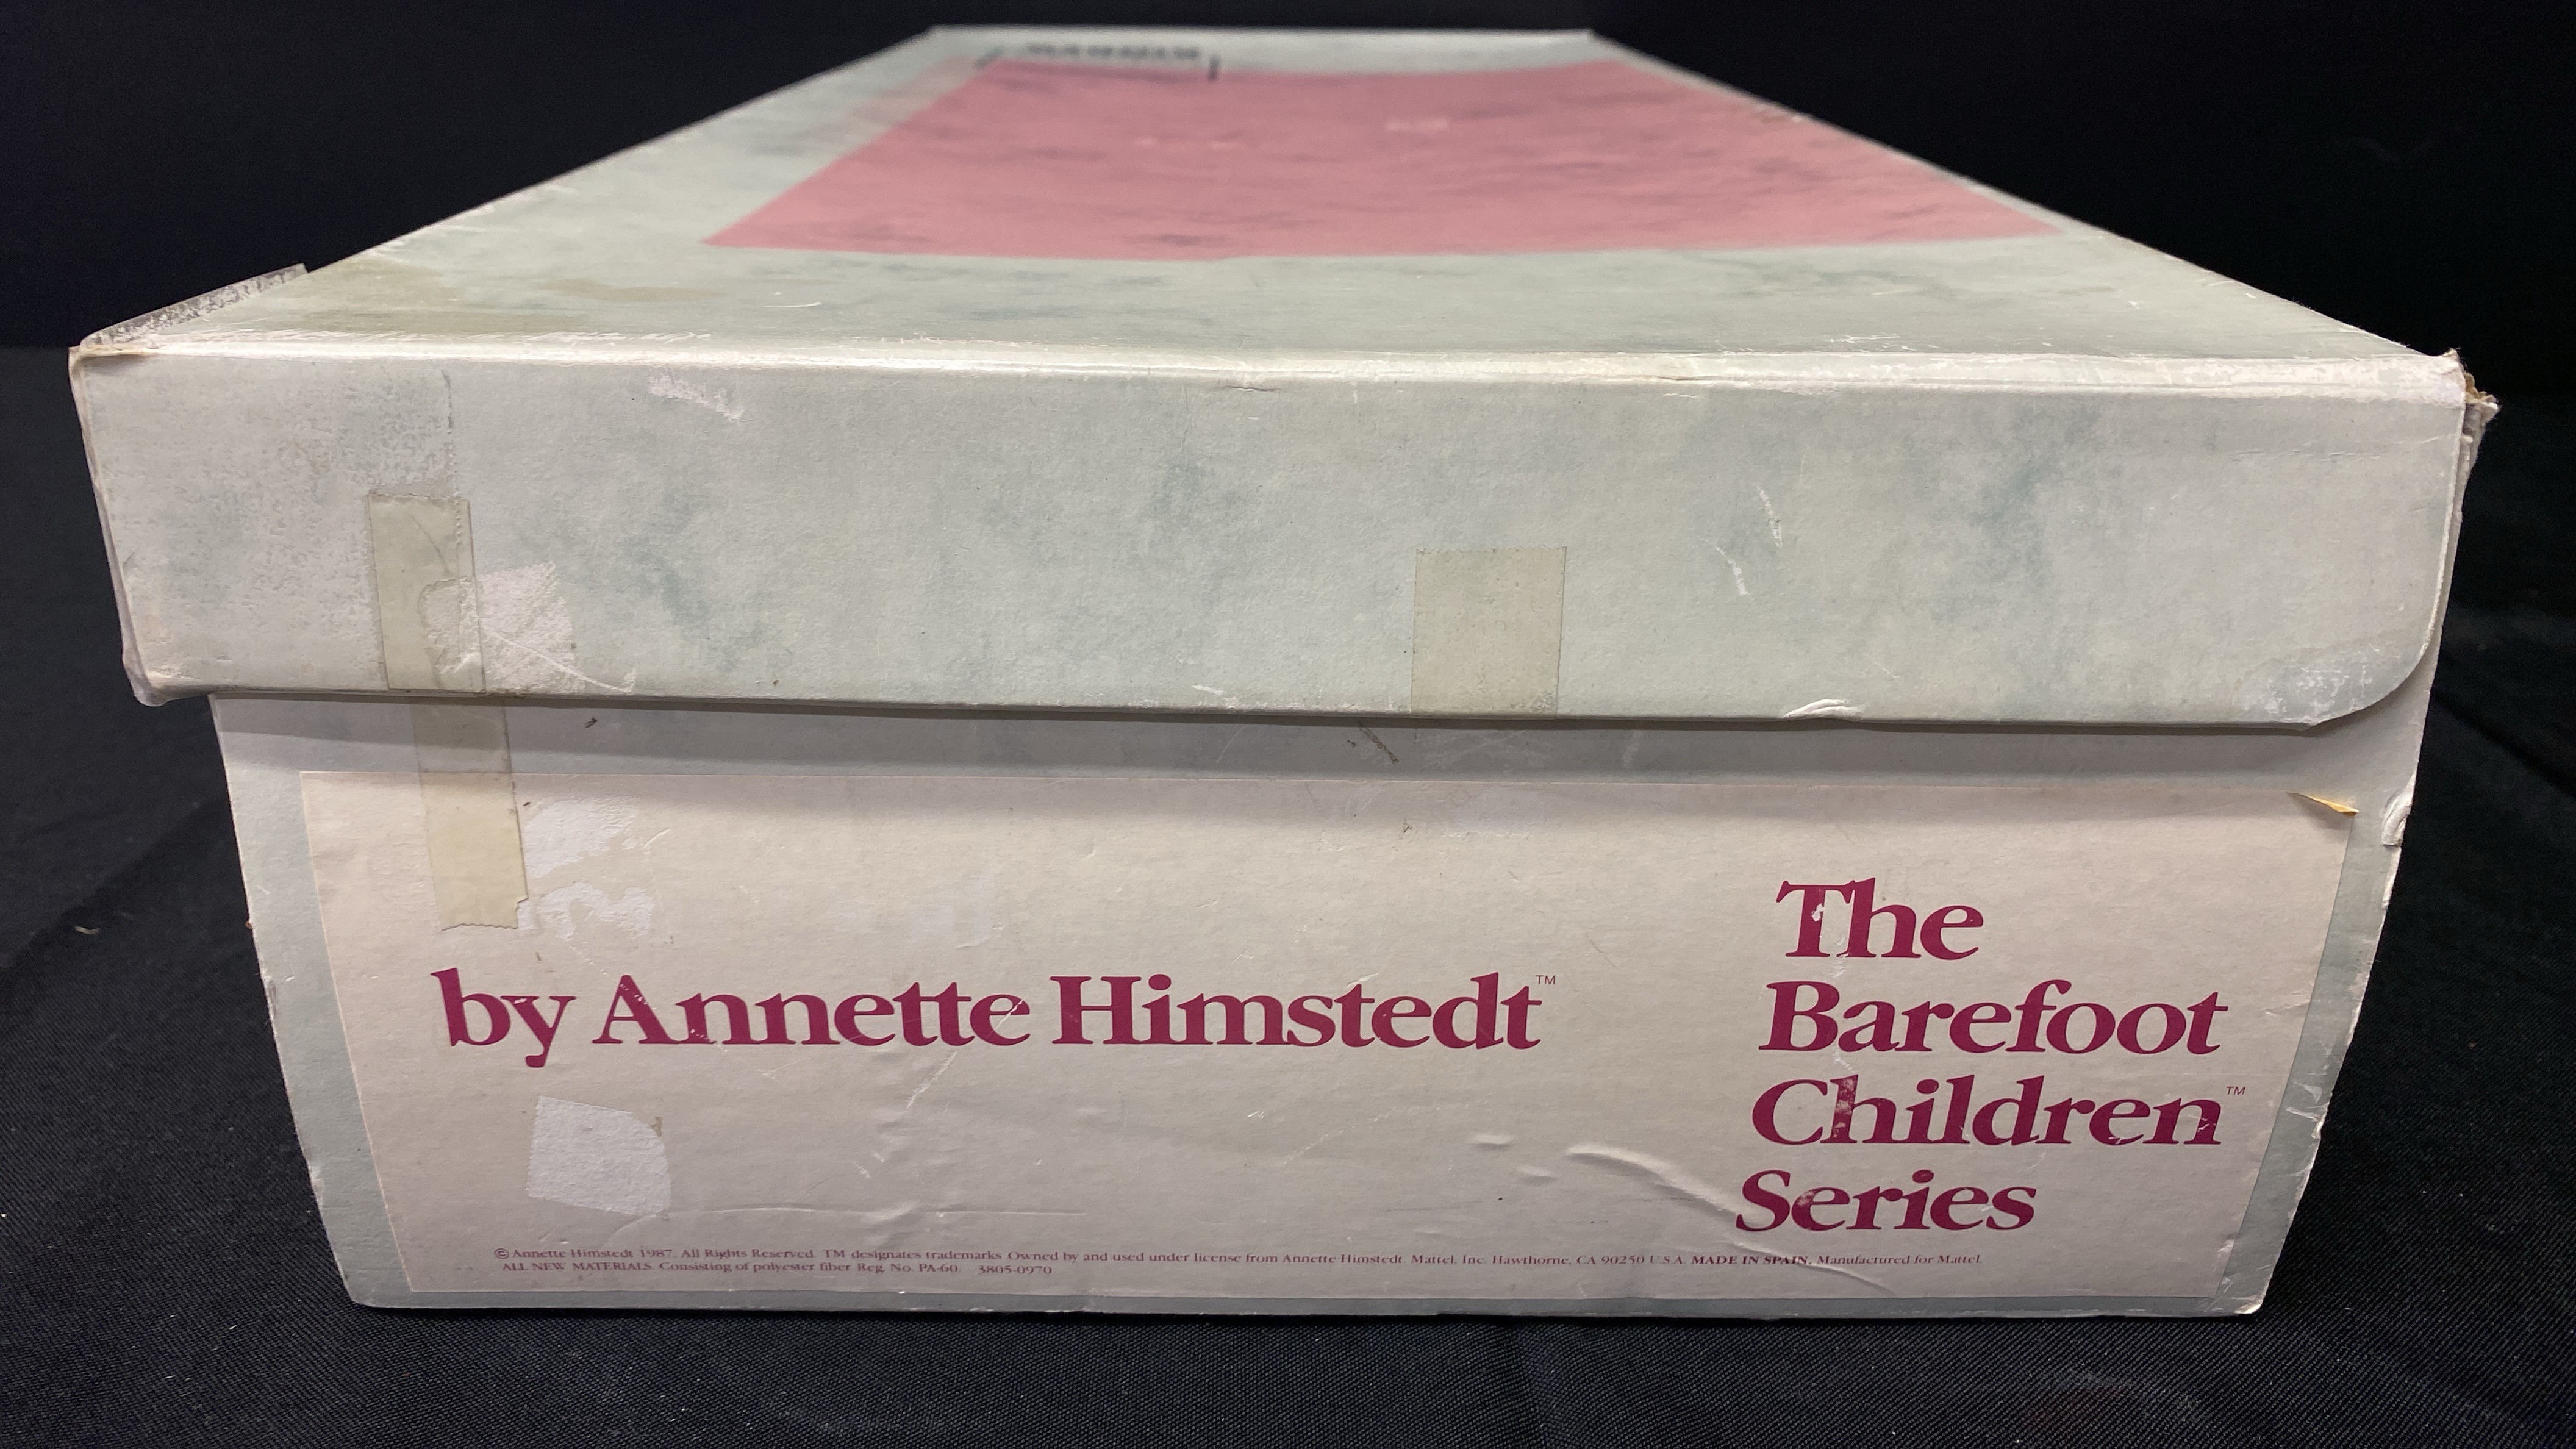 by Annette Himstedt™
The
Barefoot
Children™
Series
© Annette Himstedt 1987. All Rights Reserved. TM designates trademarks Owned by and used under license from Annette Himstedt. Mattel, Inc. Hawthorne, CA 90250 U.S.A. MADE IN SPAIN. Manufactured for Mattel.
ALL NEW MATERIALS. Consisting of polyester fiber. Reg. No. PA-60. 3805-0970